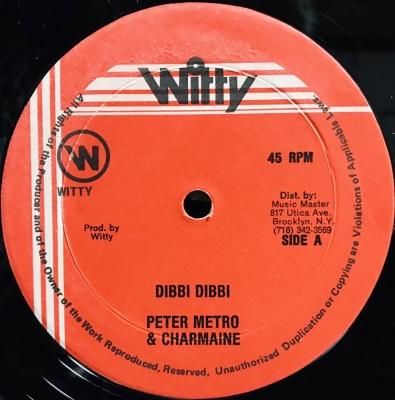 Witty
W
WITTY
45 RPM
Dist. by:
Music Master
817 Utica Ave.
Brooklyn, N.Y.
(718) 342-3569
SIDE A
Prod. by
Witty
DIBBI DIBBI
PETER METRO
& CHARMAINE
All Rights of the Producer and of the Owner of the Work Reproduced, Reserved, Unauthorized Duplication or Copying are Violations of Applicable Laws.